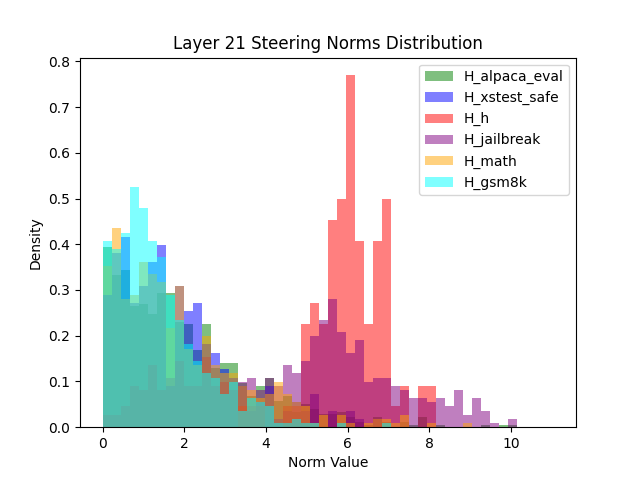 Layer 21 Steering Norms Distribution
0.8
0.7
0.6
0.5
0.4
0.3
0.2
0.1
0.0
Density
H_alpaca_eval
H_xstest_safe
H_h
H_jailbreak
H_math
H_gsm8k
0 2 4 6 8 10
Norm Value